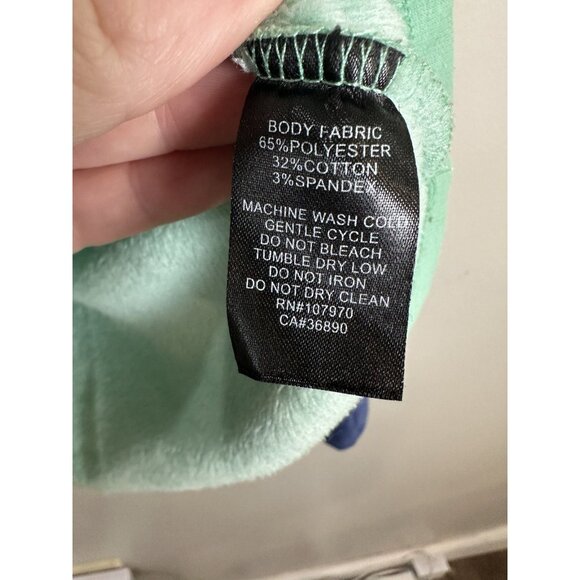 BODY FABRIC
65%POLYESTER
32%COTTON
3%SPANDEX
MACHINE WASH COLD
GENTLE CYCLE
DO NOT BLEACH
TUMBLE DRY LOW
DO NOT IRON
DO NOT DRY CLEAN
RN#107970
CA#36890